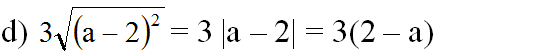 d) 3√(a – 2)² = 3 |a – 2| = 3(2 – a)